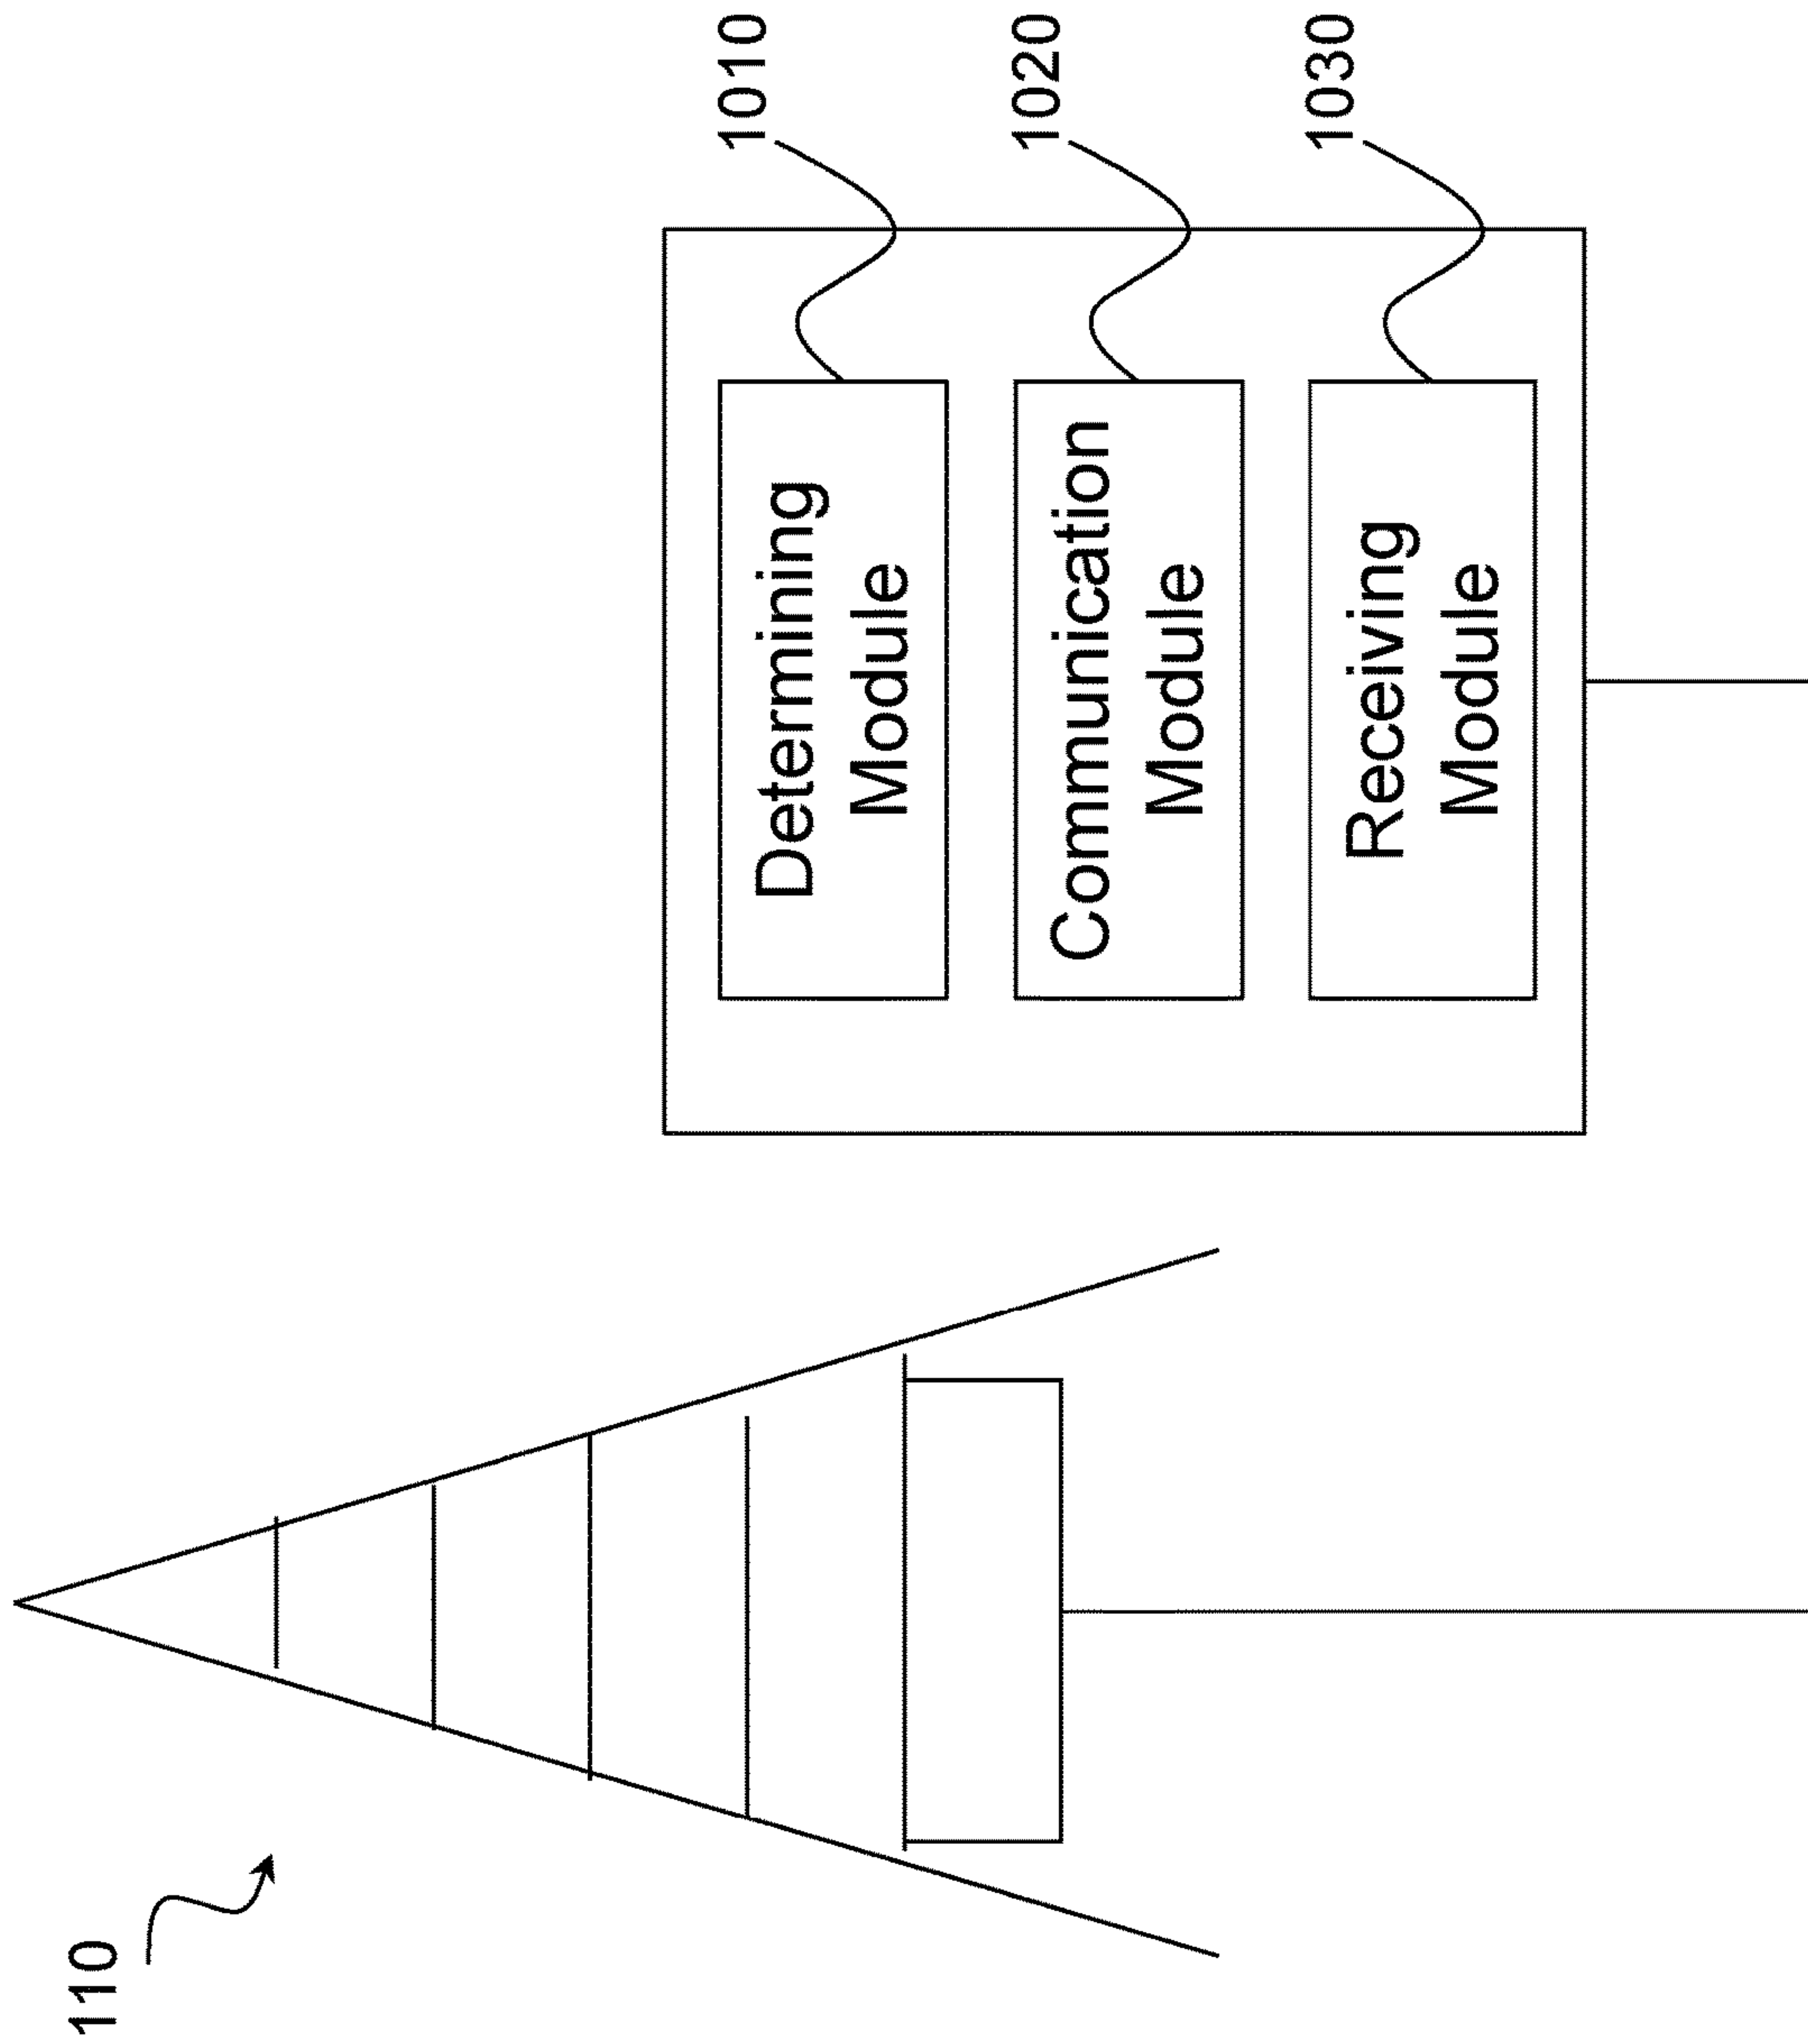 110
Determining
Module
1010
Communication
Module
1020
Receiving
Module
1030